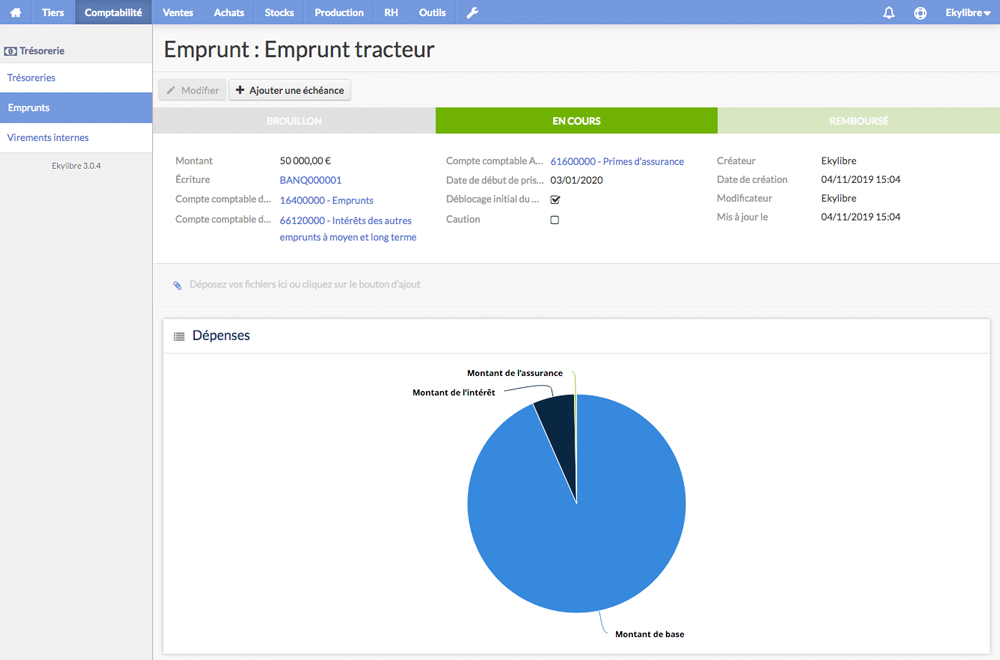 Tiers Comptabilité Ventes Achats Stocks Production RH Outils Ekylibre
Trésorerie
Trésoreries
Emprunts
Virements internes
Ekylibre 3.0.4
Emprunt : Emprunt tracteur
Modifier Ajouter une échéance
BROUILLON EN COURS REMBOURSÉ
Montant 50 000,00 €
Écriture BANQ000001
Compte comptable d... 16400000 - Emprunts
Compte comptable d... 66120000 - Intérêts des autres
emprunts à moyen et long terme
Compte comptable A... 61600000 - Primes d'assurance
Date de début de pris... 03/01/2020
Déblocage initial du ...
Caution
Créateur Ekylibre
Date de création 04/11/2019 15:04
Modificateur Ekylibre
Mis à jour le 04/11/2019 15:04
Déposez vos fichiers ici ou cliquez sur le bouton d'ajout
Dépenses
Montant de l'assurance
Montant de l'intérêt
Montant de base